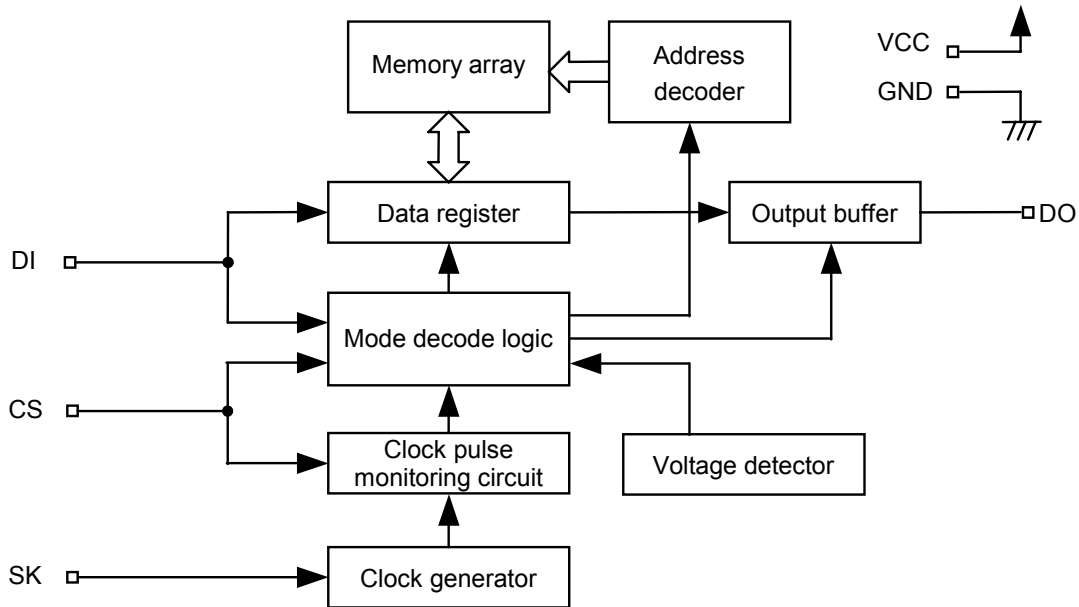 Memory array
Address
decoder
VCC
GND
Data register
Output buffer
DO
DI
Mode decode logic
CS
Clock pulse
monitoring circuit
Voltage detector
SK
Clock generator